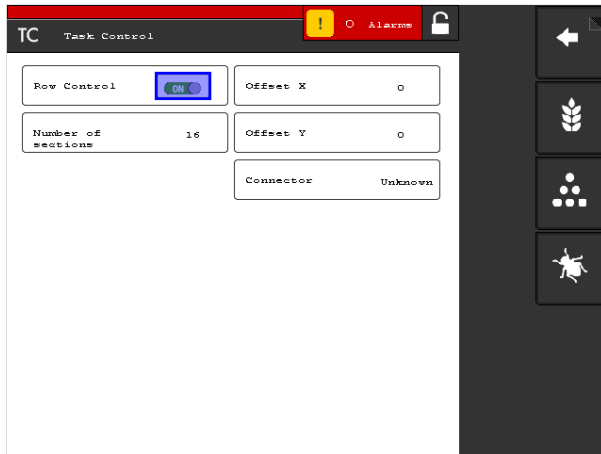 TC Task Control
! 0 Alarms
Row Control ON
Offset X 0
Number of sections 16
Offset Y 0
Connector Unknown